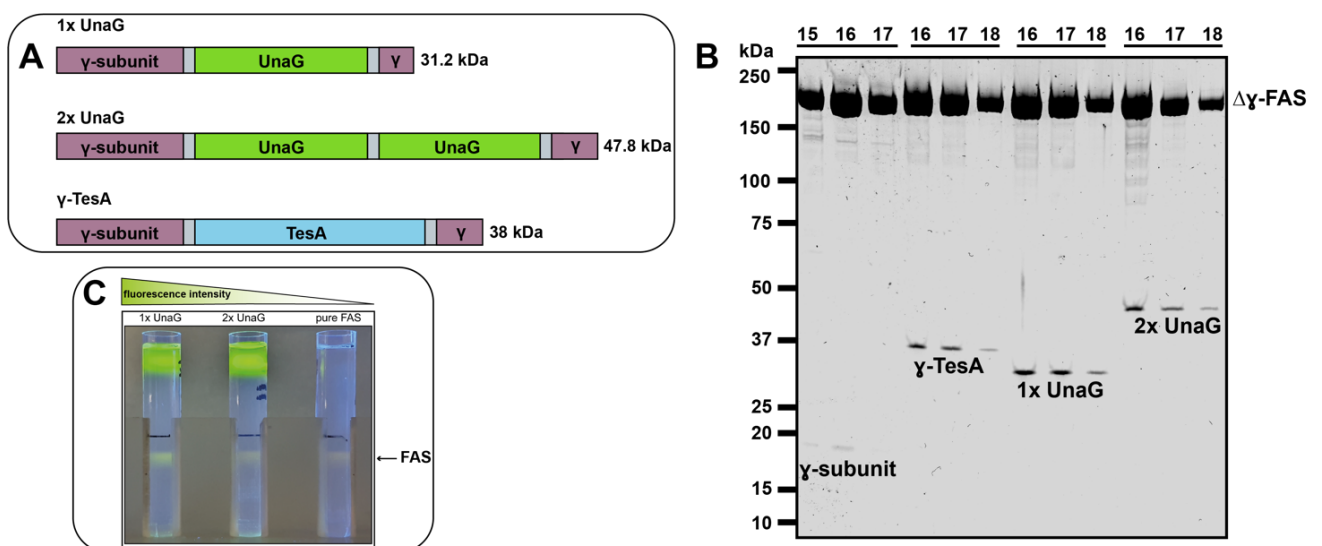 A
1x UnaG
γ-subunit UnaG γ 31.2 kDa
2x UnaG
γ-subunit UnaG UnaG γ 47.8 kDa
γ-TesA
γ-subunit TesA γ 38 kDa
C
fluorescence intensity
1x UnaG 2x UnaG pure FAS
← FAS
B
15 16 17 16 17 18 16 17 18 16 17 18
kDa
250
Δɣ-FAS
150
100
75
50
2x UnaG
37
ɣ-TesA
1x UnaG
25
20
ɣ-subunit
15
10